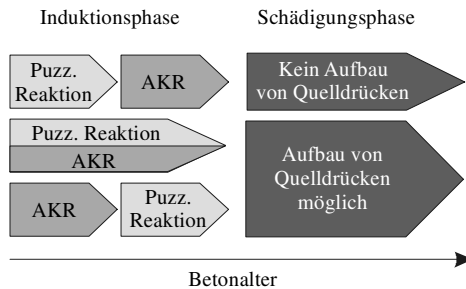 Induktionsphase
Schädigungsphase
Puzz.
Reaktion
AKR
Kein Aufbau
von Quelldrücken
Puzz. Reaktion
AKR
Aufbau von
Quelldrücken
möglich
AKR
Puzz.
Reaktion
Betonalter